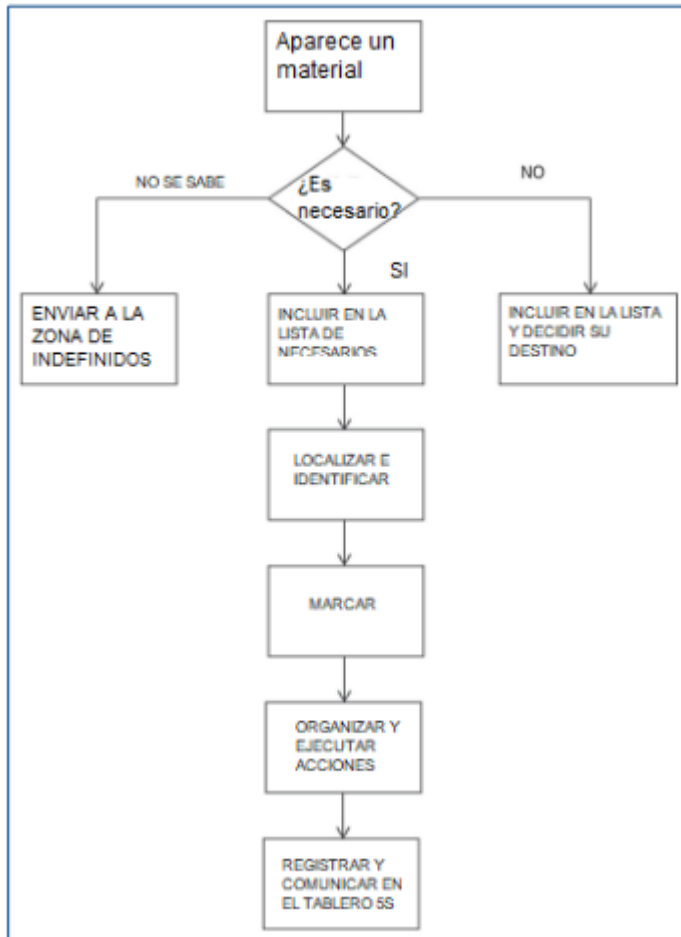 Aparece un
material
NO SE SABE
¿Es
necesario?
NO
SI
ENVIAR A LA
ZONA DE
INDEFINIDOS
INCLUIR EN LA
LISTA DE
NECESARIOS
INCLUIR EN LA LISTA
Y DECIDIR SU
DESTINO
LOCALIZAR E
IDENTIFICAR
MARCAR
ORGANIZAR Y
EJECUTAR
ACCIONES
REGISTRAR Y
COMUNICAR EN
EL TABLERO 5S